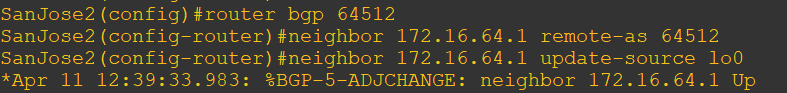 SanJose2(config)#router bgp 64512
SanJose2(config-router)#neighbor 172.16.64.1 remote-as 64512
SanJose2(config-router)#neighbor 172.16.64.1 update-source lo0
*Apr 11 12:39:33.983: %BGP-5-ADJCHANGE: neighbor 172.16.64.1 Up